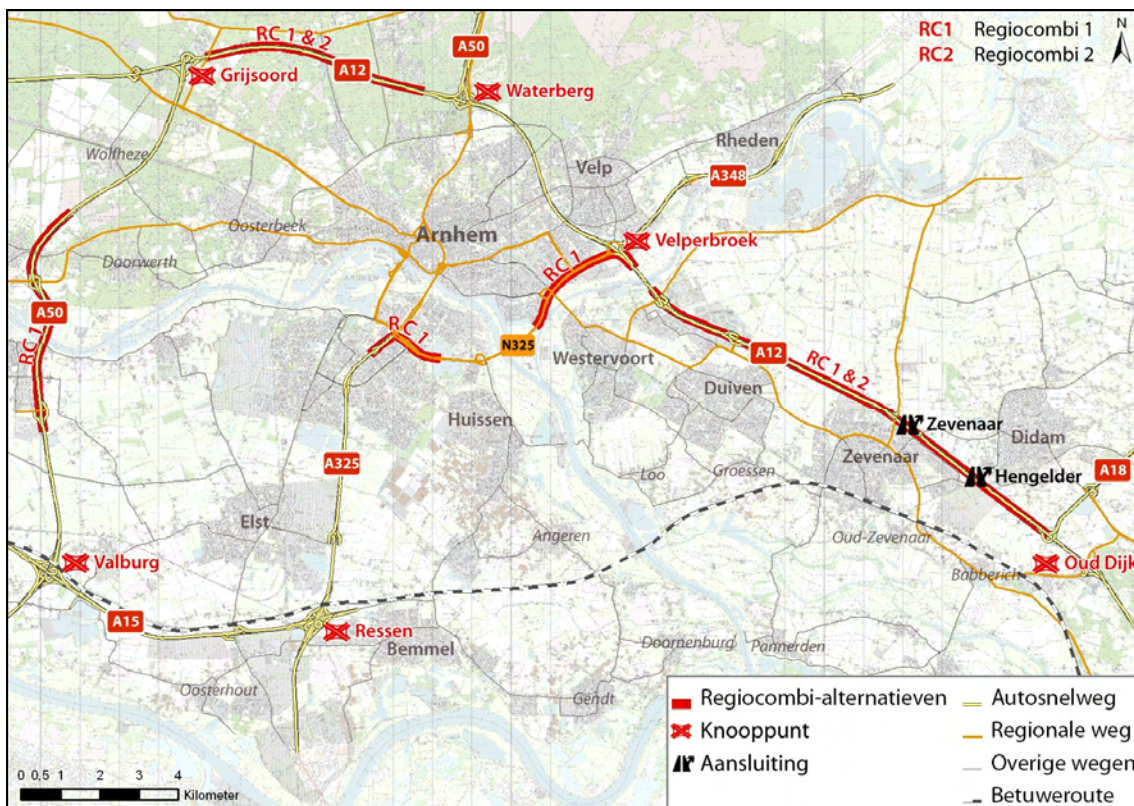 RC 1 & 2
A50
RC1 Regiocombi 1
RC2 Regiocombi 2
N
Grijsoord
A12
Waterberg
Rheden
Wolfheze
Velp
A348
Oosterbeek
Arnhem
Velperbroek
Doorwerth
RC 1
A50
RC 1
RC 1
N325
Westervoort
A12
RC 1 & 2
Duiven
Huissen
Zevenaar
Didam
Zevenaar
A325
Loo
Groessen
Hengelder
A18
Elst
Angeren
Oud-Zevenaar
Valburg
Babberich
Oud Dijk
A15
Ressen
Bemmel
Doornenburg
Pannerden
Oosterhout
Gendt
Regiocombi-alternatieven
Knooppunt
Aansluiting
Autosnelweg
Regionale weg
Overige wegen
Betuweroute
0 0,5 1 2 3 4
Kilometer